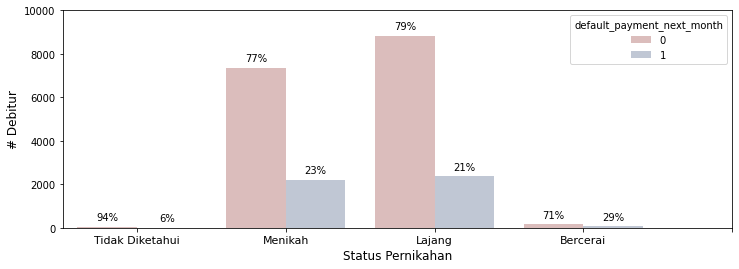 10000
8000
6000
4000
2000
0
# Debitur
94%
6%
77%
23%
79%
21%
71%
29%
default_payment_next_month
0
1
Tidak Diketahui
Menikah
Lajang
Bercerai
Status Pernikahan